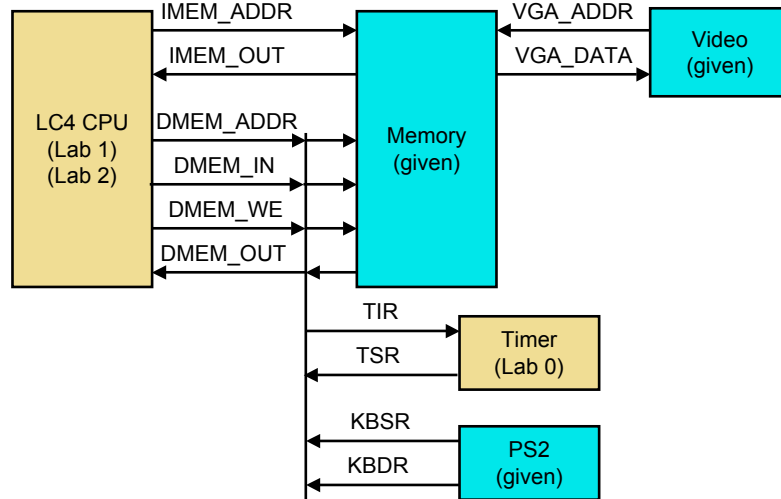 IMEM_ADDR
VGA_ADDR
IMEM_OUT
VGA_DATA
Video
(given)
LC4 CPU
(Lab 1)
(Lab 2)
DMEM_ADDR
DMEM_IN
DMEM_WE
DMEM_OUT
Memory
(given)
TIR
TSR
Timer
(Lab 0)
KBSR
KBDR
PS2
(given)